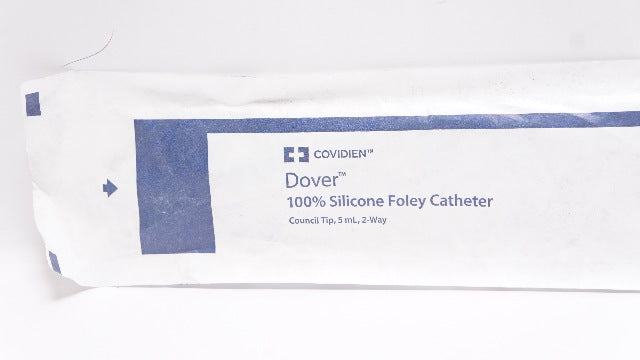 COVIDIEN™
Dover™
100% Silicone Foley Catheter
Council Tip, 5 mL, 2-Way